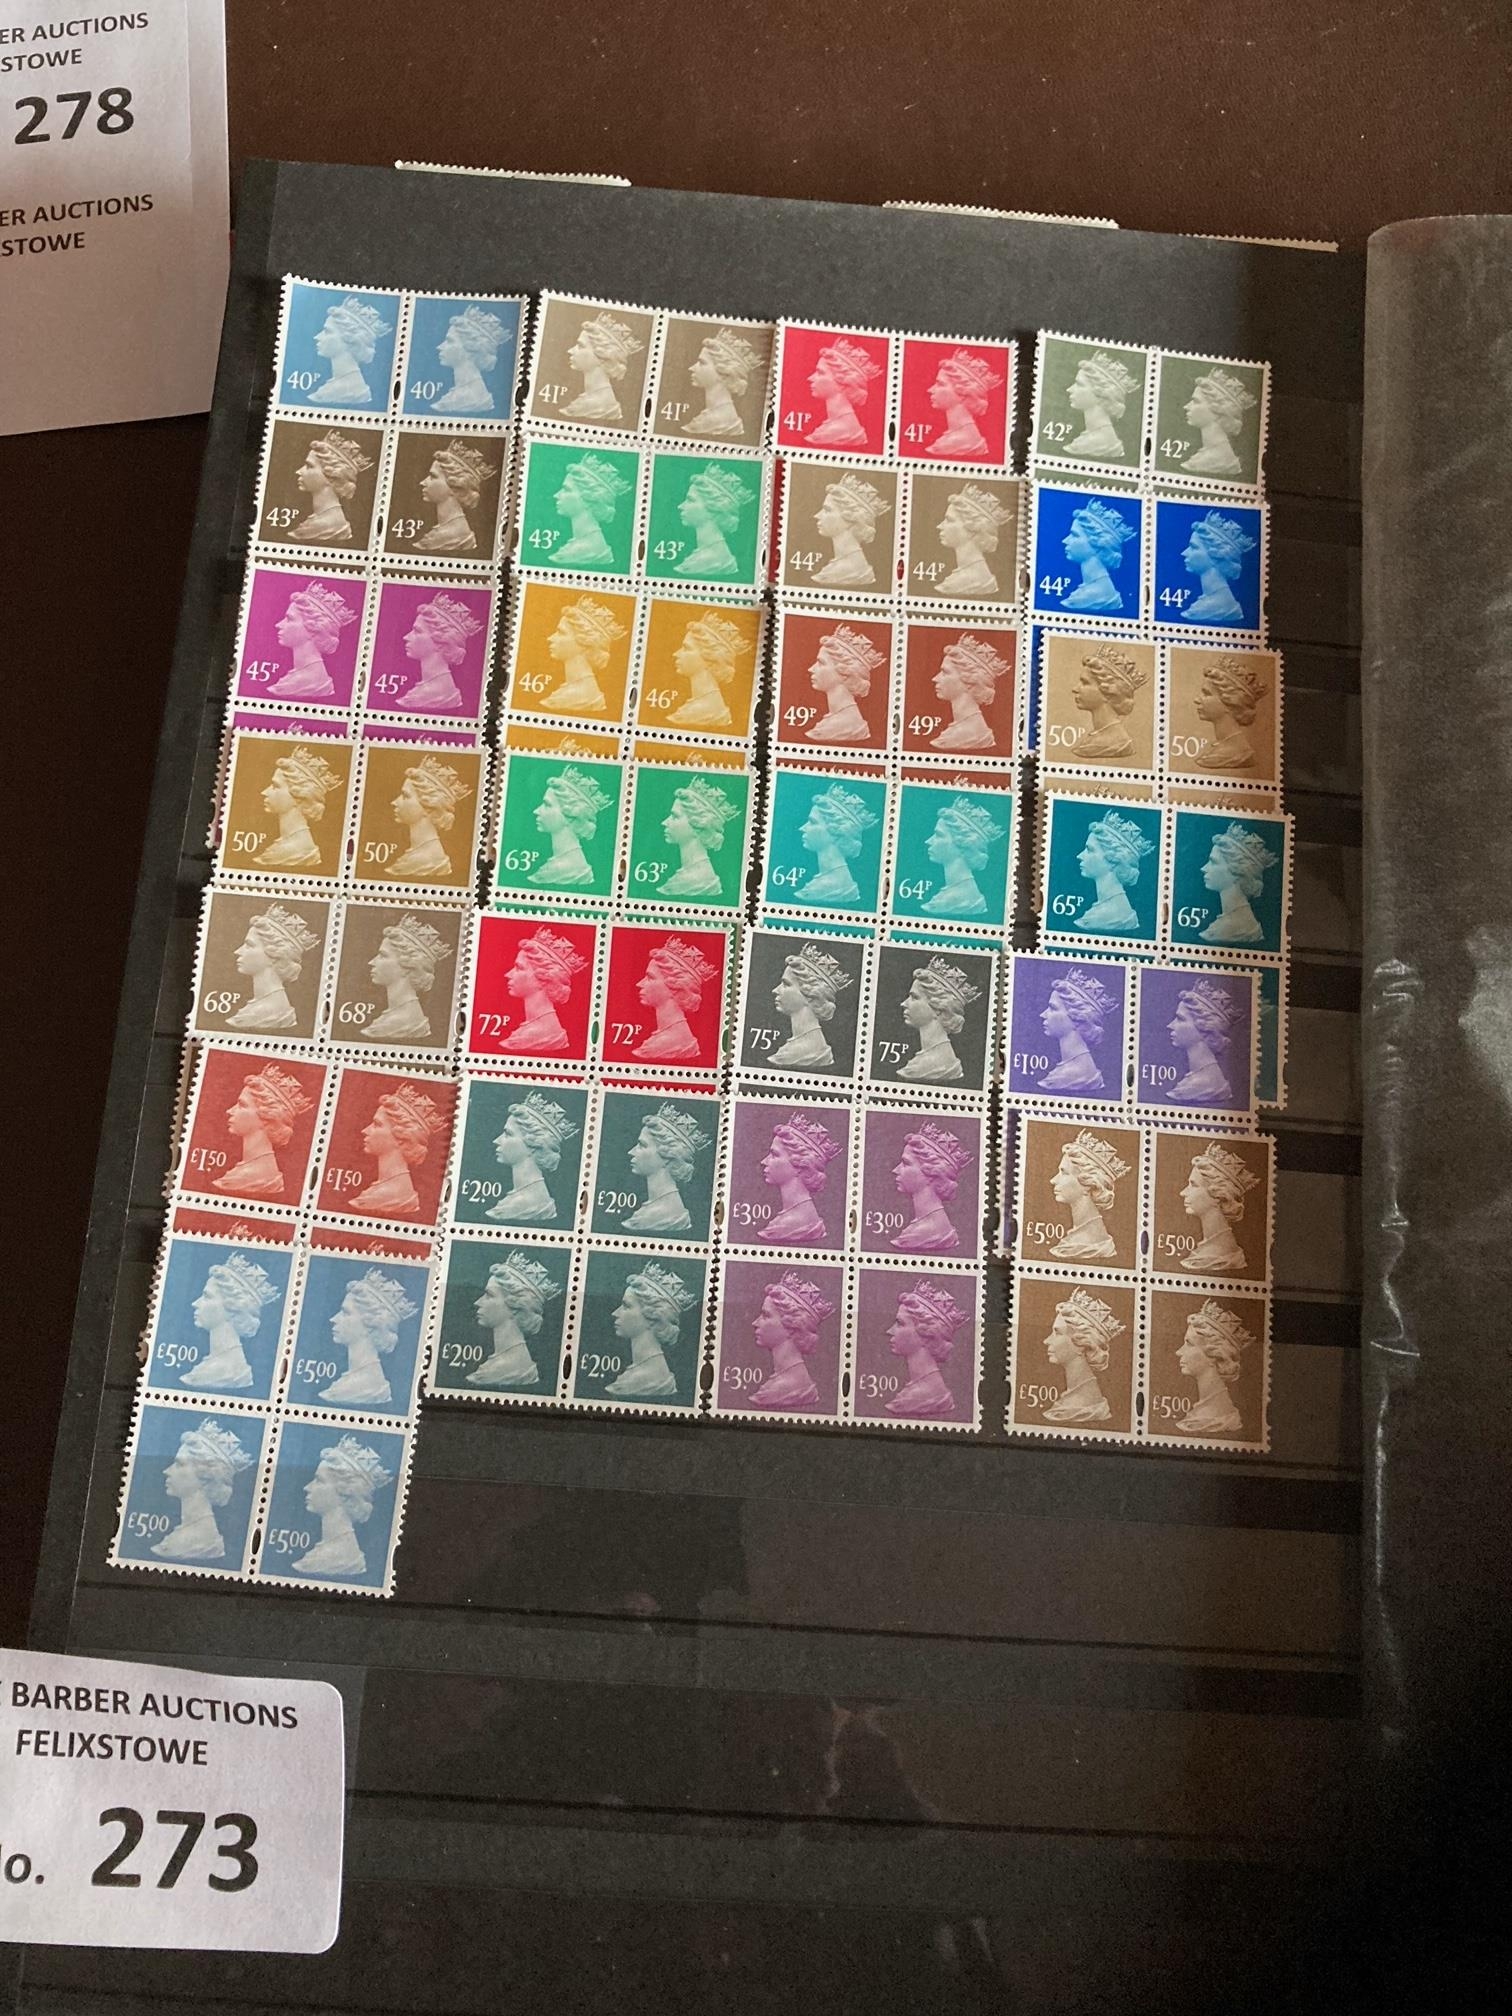 AUCTIONS
278
AUCTIONS
40P 40P 41P 41P 41P 41P 42P 42P
43P 43P 43P 43P 44P 44P 44P 44P
45P 45P 46P 46P 49P 49P 50P 50P
50P 50P 63P 63P 64P 64P 65P 65P
68P 68P 72P 72P 75P 75P £1.00 £1.00
£1.50 £1.50 £2.00 £2.00 £3.00 £3.00 £5.00 £5.00
£5.00 £5.00 £2.00 £2.00 £3.00 £3.00 £5.00 £5.00
£5.00 £5.00
BARBER AUCTIONS
FELIXSTOWE
273